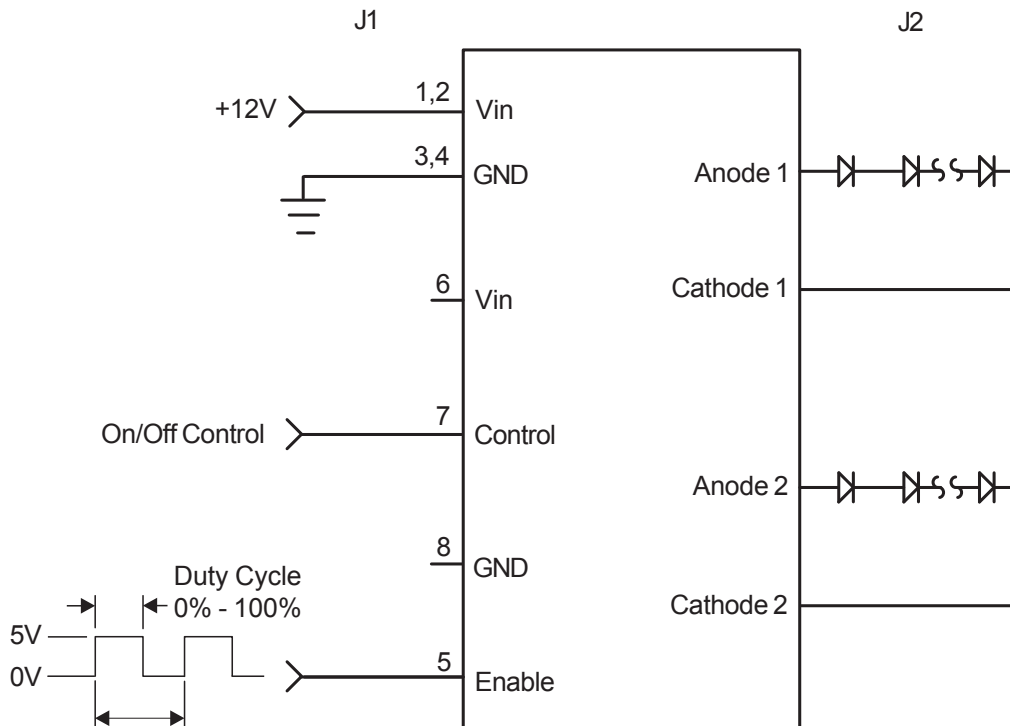 J1
J2
+12V
1,2
Vin
3,4
GND
Anode 1
Cathode 1
6
Vin
On/Off Control
7
Control
Anode 2
8
GND
Cathode 2
Duty Cycle
0% - 100%
5V
0V
5
Enable